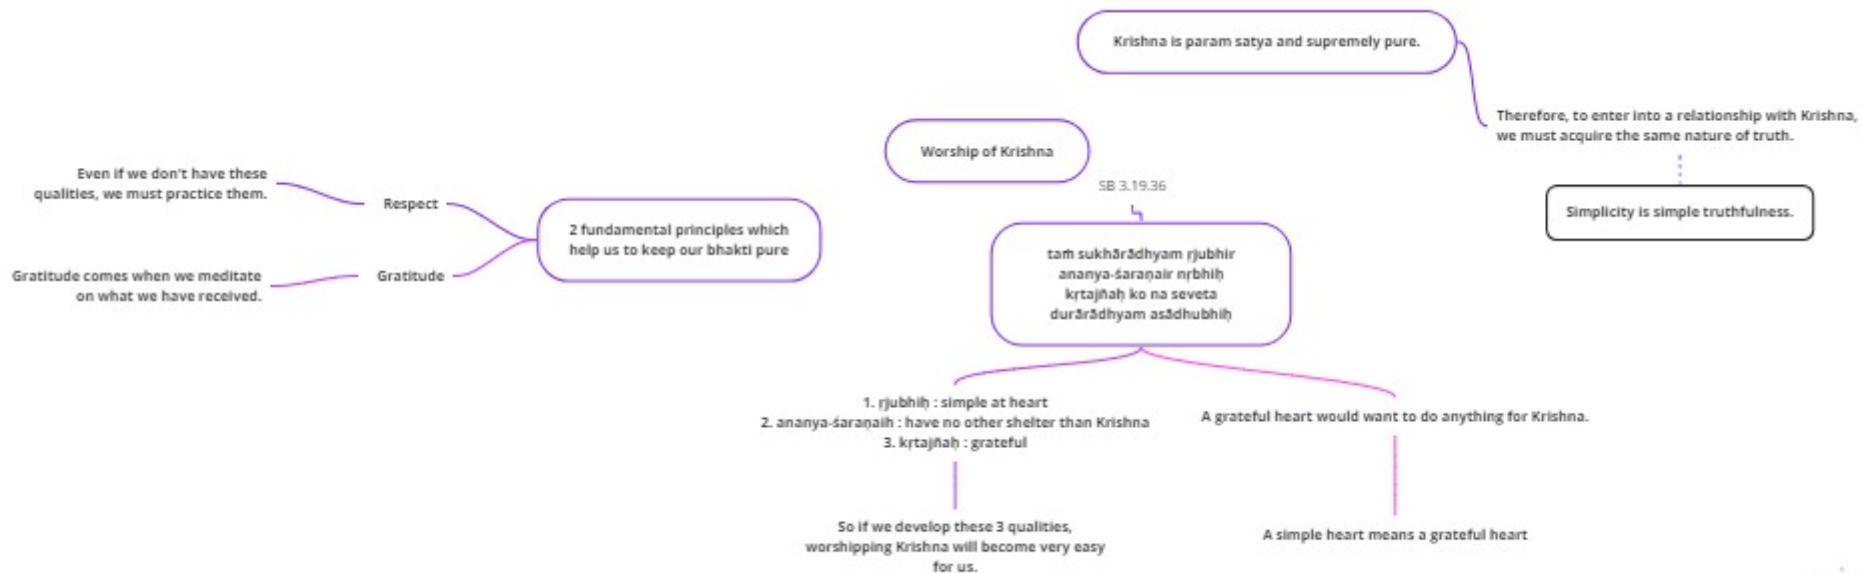 Krishna is param satya and supremely pure.
Therefore, to enter into a relationship with Krishna,
we must acquire the same nature of truth.
Simplicity is simple truthfulness.
Worship of Krishna
SB 3.19.36
taṁ sukhārādhyam ṛjubhir
ananya-śaraṇair nṛbhiḥ
kṛtajñaḥ ko na seveta
durārādhyam asādhubhiḥ
1. ṛjubhiḥ : simple at heart
2. ananya-śaraṇaih : have no other shelter than Krishna
3. kṛtajñaḥ : grateful
So if we develop these 3 qualities,
worshipping Krishna will become very easy
for us.
A grateful heart would want to do anything for Krishna.
A simple heart means a grateful heart
2 fundamental principles which
help us to keep our bhakti pure
Respect
Even if we don't have these
qualities, we must practice them.
Gratitude
Gratitude comes when we meditate
on what we have received.